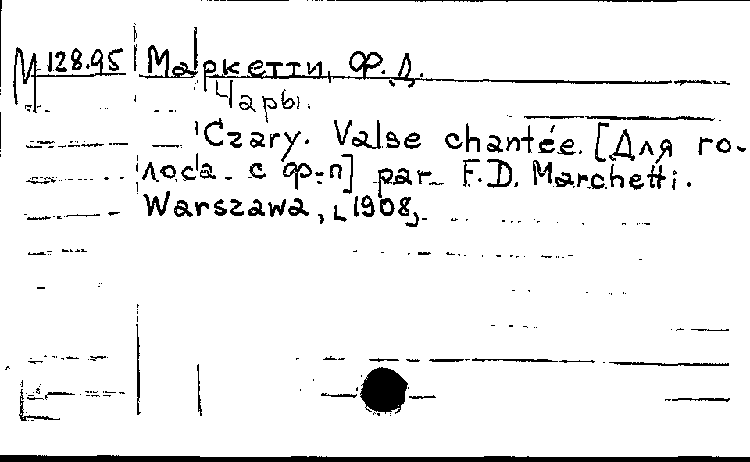 М 128.95 Маркетти, Ф. Д.
Чары.
Czary. Valse chantée. [Для го-
лоса с ф-п] par F. D. Marchetti.
Warszawa, [1908].